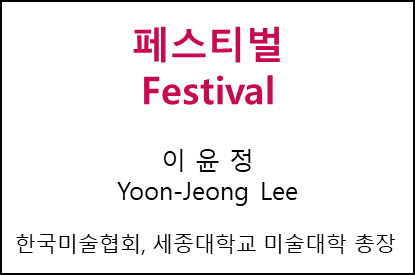 페스티벌
Festival
이 윤 정
Yoon-Jeong Lee
한국미술협회, 세종대학교 미술대학 총장